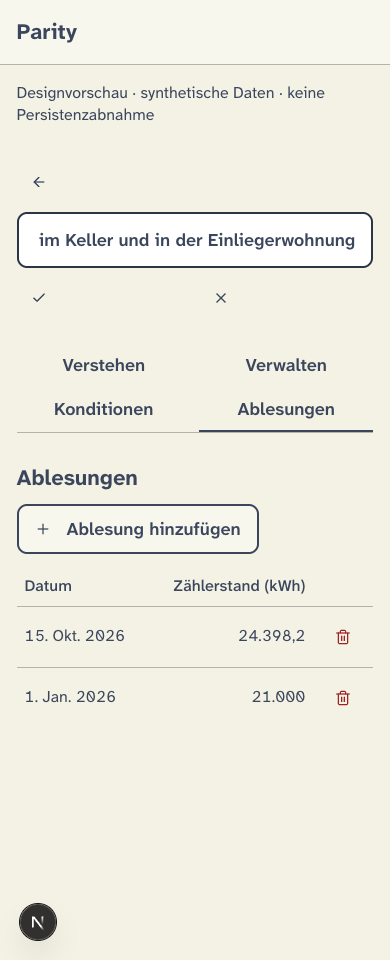 Parity
Designvorschau · synthetische Daten · keine
Persistenzabnahme
im Keller und in der Einliegerwohnung
Verstehen
Verwalten
Konditionen
Ablesungen
Ablesungen
Ablesung hinzufügen
Datum
Zählerstand (kWh)
15. Okt. 2026
24.398,2
1. Jan. 2026
21.000
N